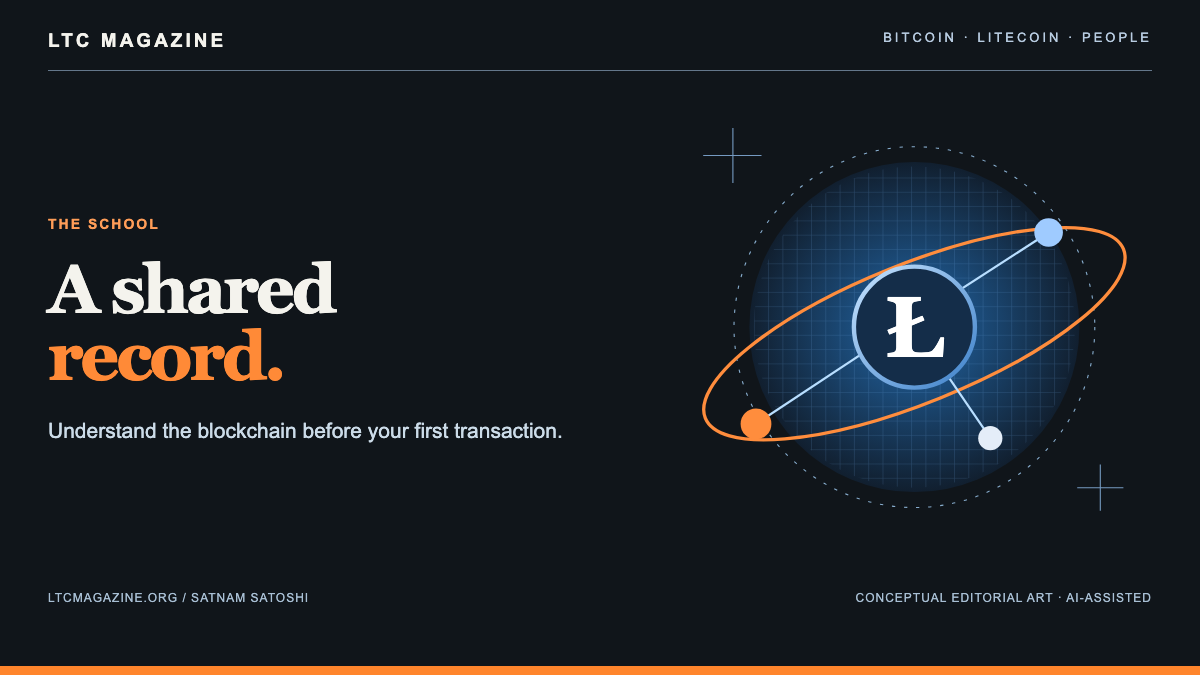 LTC MAGAZINE
BITCOIN · LITECOIN · PEOPLE
THE SCHOOL
A shared
record.
Understand the blockchain before your first transaction.
Ł
LTCMAGAZINE.ORG / SATNAM SATOSHI
CONCEPTUAL EDITORIAL ART · AI-ASSISTED